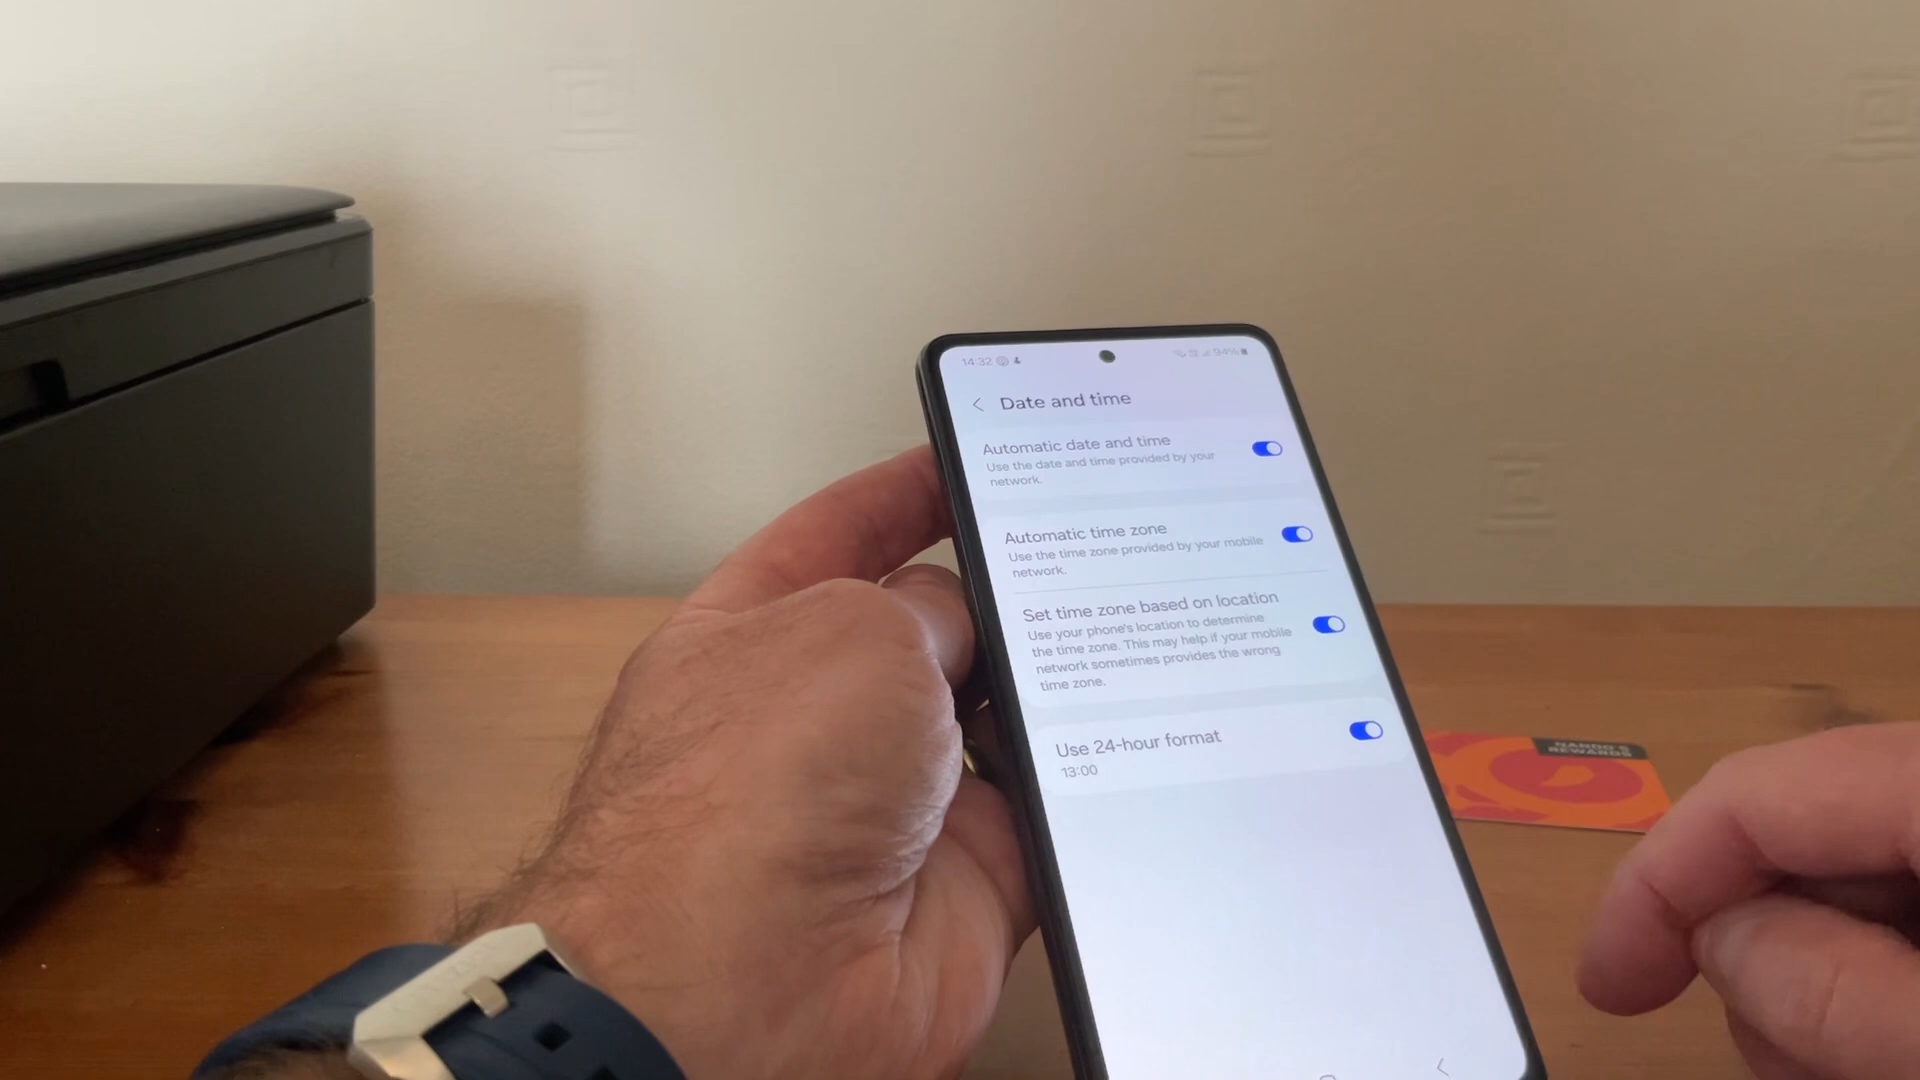 14:32
94%
Date and time
Automatic date and time
Use the date and time provided by your
network.
Automatic time zone
Use the time zone provided by your mobile
network.
Set time zone based on location
Use your phone's location to determine
the time zone. This may help if your mobile
network sometimes provides the wrong
time zone.
Use 24-hour format
13:00
NANDO'S
REWARDS